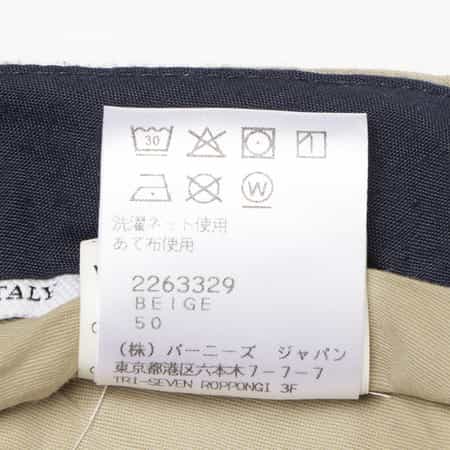 30
W
洗濯ネット使用
あて布使用
2263329
BEIGE
50
(株) バーニーズ ジャパン
東京都港区六本木7-7-7
TRI-SEVEN ROPPONGI 3F
ITALY